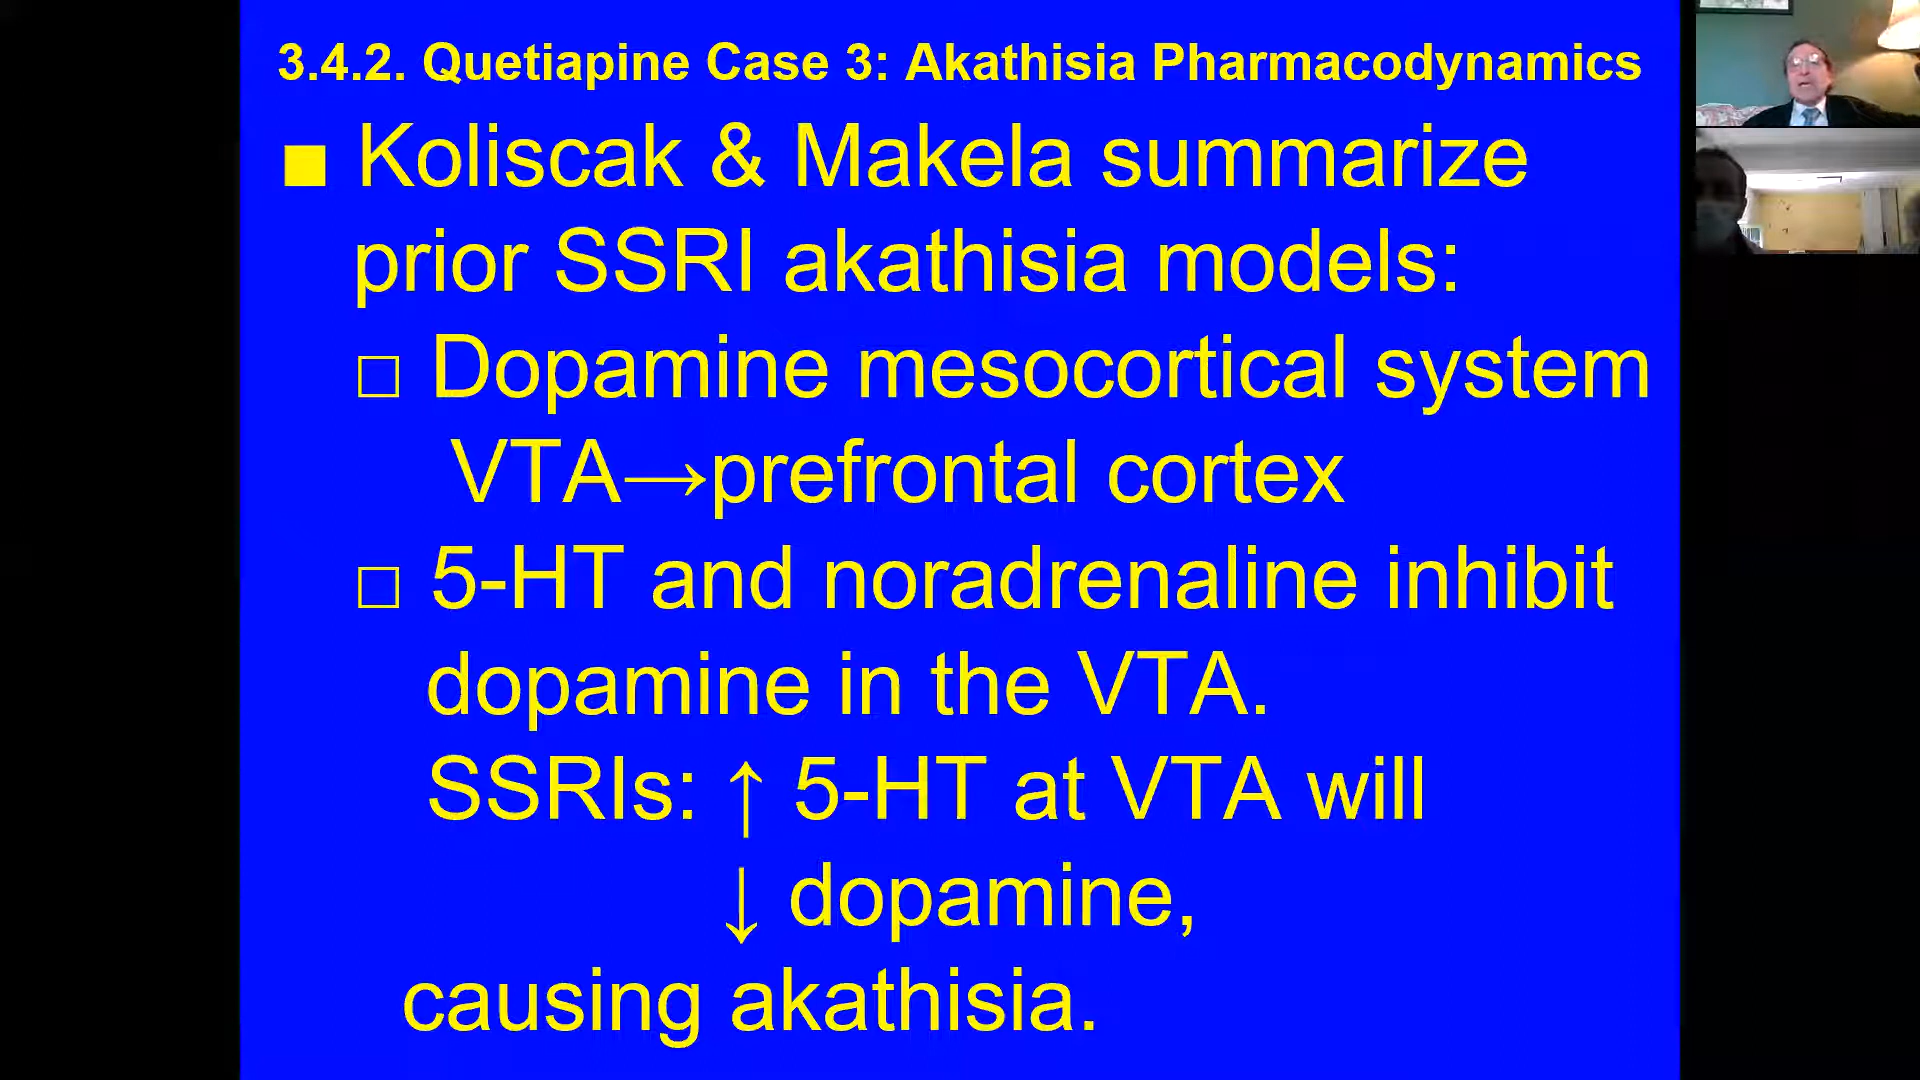 3.4.2. Quetiapine Case 3: Akathisia Pharmacodynamics
■ Koliscak & Makela summarize
prior SSRI akathisia models:
□ Dopamine mesocortical system
VTA→prefrontal cortex
□ 5-HT and noradrenaline inhibit
dopamine in the VTA.
SSRIs: ↑ 5-HT at VTA will
↓ dopamine,
causing akathisia.